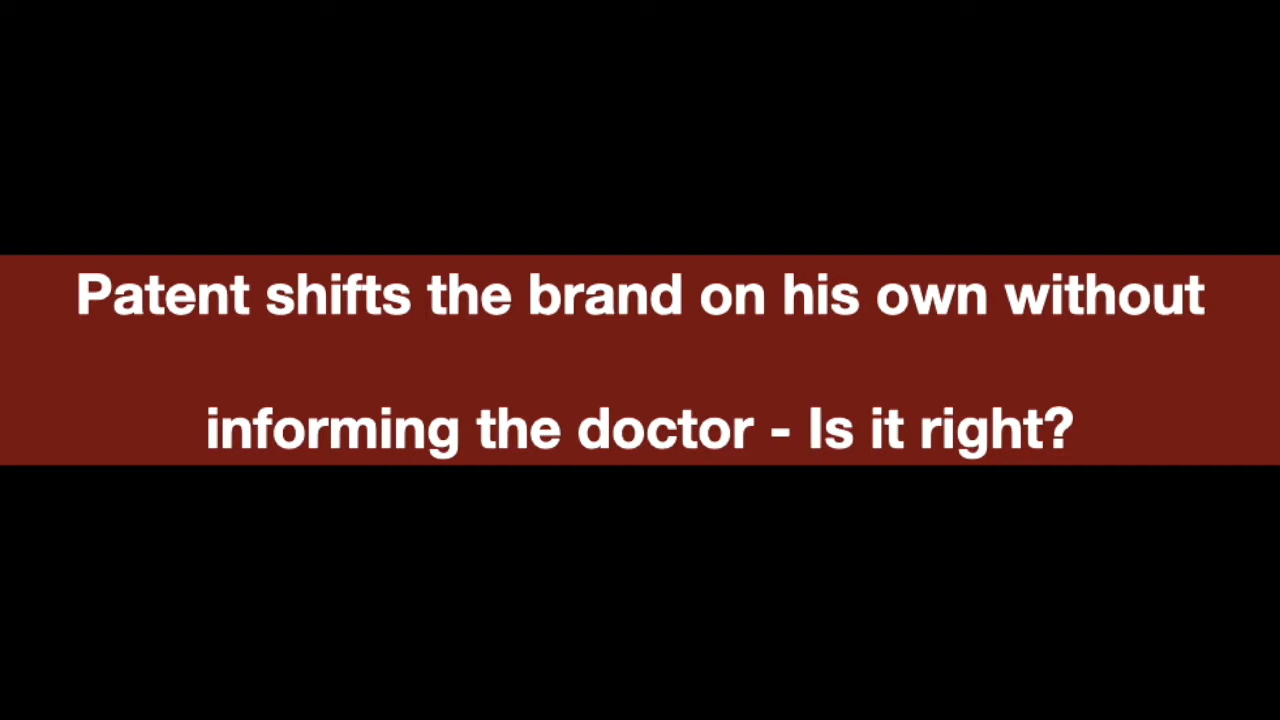 Patent shifts the brand on his own without
informing the doctor - Is it right?